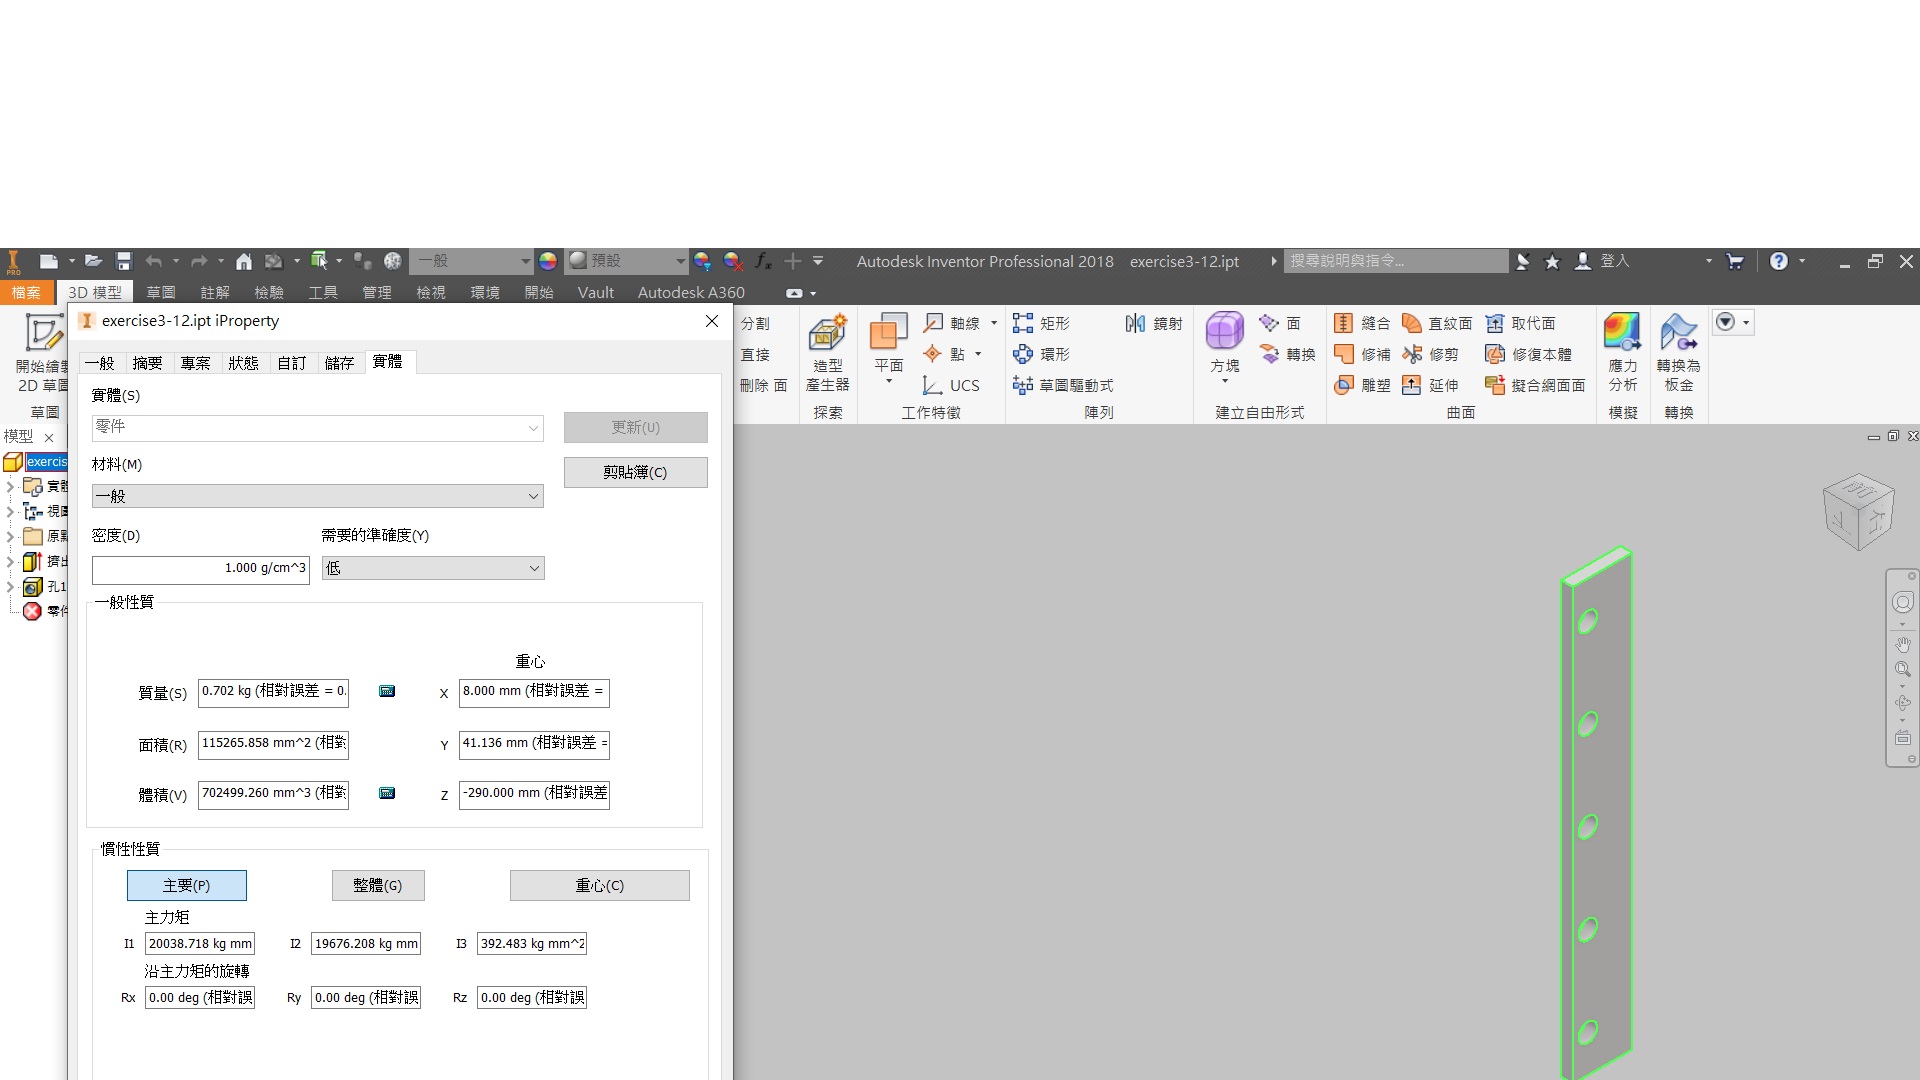 一般
預設
Autodesk Inventor Professional 2018 exercise3-12.ipt
搜尋說明與指令...
登入
PRO
檔案 3D 模型 草圖 註解 檢驗 工具 管理 檢視 環境 開始 Vault Autodesk A360
exercise3-12.ipt iProperty
開始繪製
2D 草圖
草圖
分割
直接
刪除 面
造型
產生器
探索
平面
軸線
點
UCS
工作特徵
矩形
環形
草圖驅動式
鏡射
陣列
方塊
面
轉換
建立自由形式
縫合 直紋面 取代面
修補 修剪 修復本體
雕塑 延伸 擬合網面面
曲面
應力
分析
模擬
轉換為
板金
轉換
模型
exercis
實體
視圖
原點
擠出
孔1
零件
一般 摘要 專案 狀態 自訂 儲存 實體
實體(S)
零件
更新(U)
材料(M)
剪貼簿(C)
一般
密度(D) 需要的準確度(Y)
1.000 g/cm^3 低
一般性質
重心
質量(S) 0.702 kg (相對誤差 = 0. X 8.000 mm (相對誤差 =
面積(R) 115265.858 mm^2 (相對 Y 41.136 mm (相對誤差 =
體積(V) 702499.260 mm^3 (相對 Z -290.000 mm (相對誤差
慣性性質
主要(P) 整體(G) 重心(C)
主力矩
I1 20038.718 kg mm I2 19676.208 kg mm I3 392.483 kg mm^2
沿主力矩的旋轉
Rx 0.00 deg (相對誤 Ry 0.00 deg (相對誤 Rz 0.00 deg (相對誤